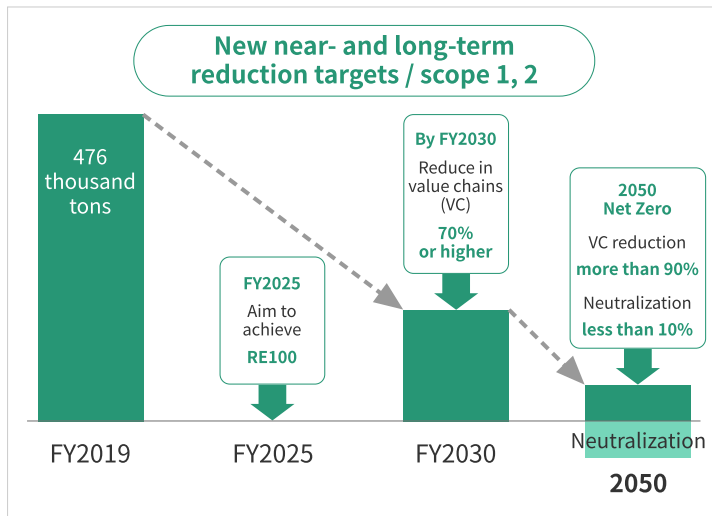 New near- and long-term
reduction targets / scope 1, 2
476
thousand
tons
FY2025
Aim to
achieve
RE100
By FY2030
Reduce in
value chains
(VC)
70%
or higher
2050
Net Zero
VC reduction
more than 90%
Neutralization
less than 10%
Neutralization
FY2019
FY2025
FY2030
2050